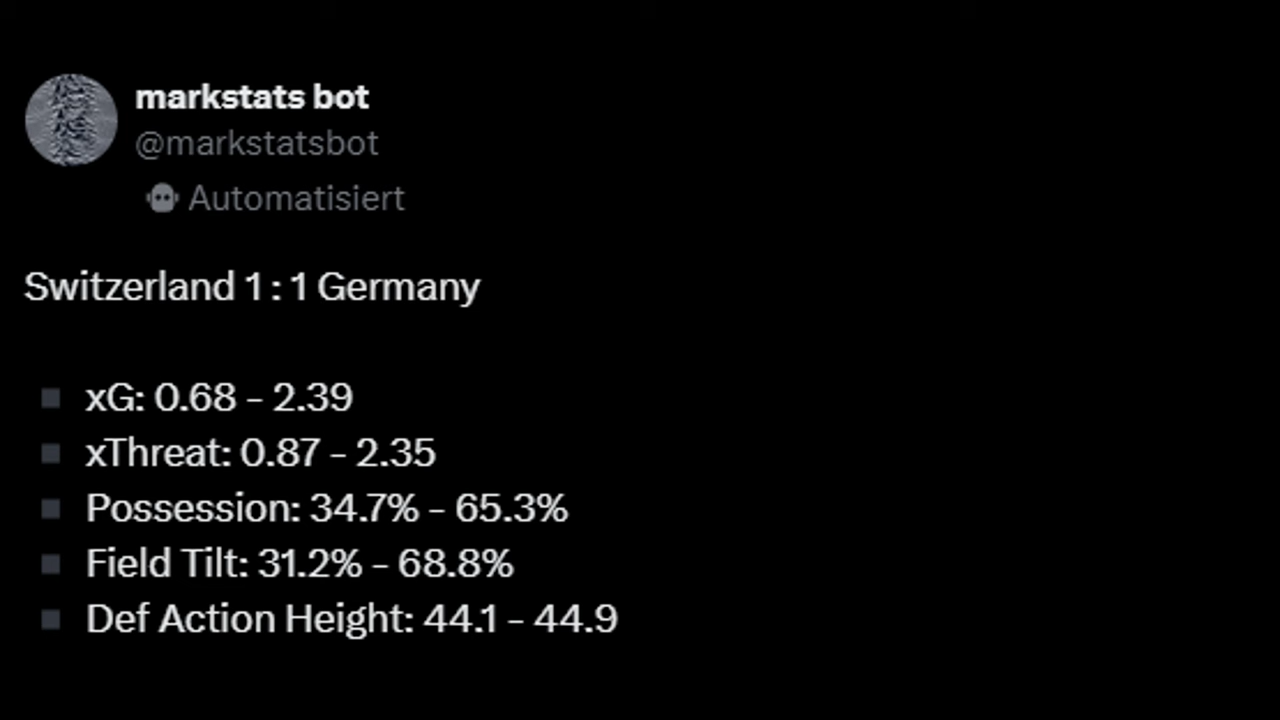 markstats bot
@markstatsbot
Automatisiert
Switzerland 1 : 1 Germany
xG: 0.68 - 2.39
xThreat: 0.87 - 2.35
Possession: 34.7% - 65.3%
Field Tilt: 31.2% - 68.8%
Def Action Height: 44.1 - 44.9